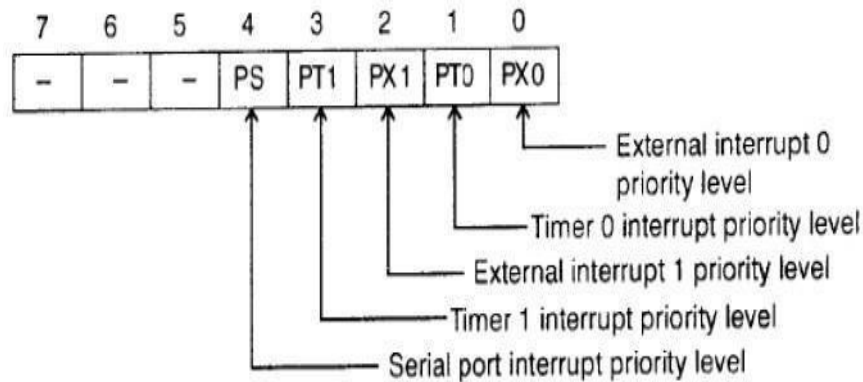 7 6 5 4 3 2 1 0
– – – PS PT1 PX1 PT0 PX0
External interrupt 0
priority level
Timer 0 interrupt priority level
External interrupt 1 priority level
Timer 1 interrupt priority level
Serial port interrupt priority level